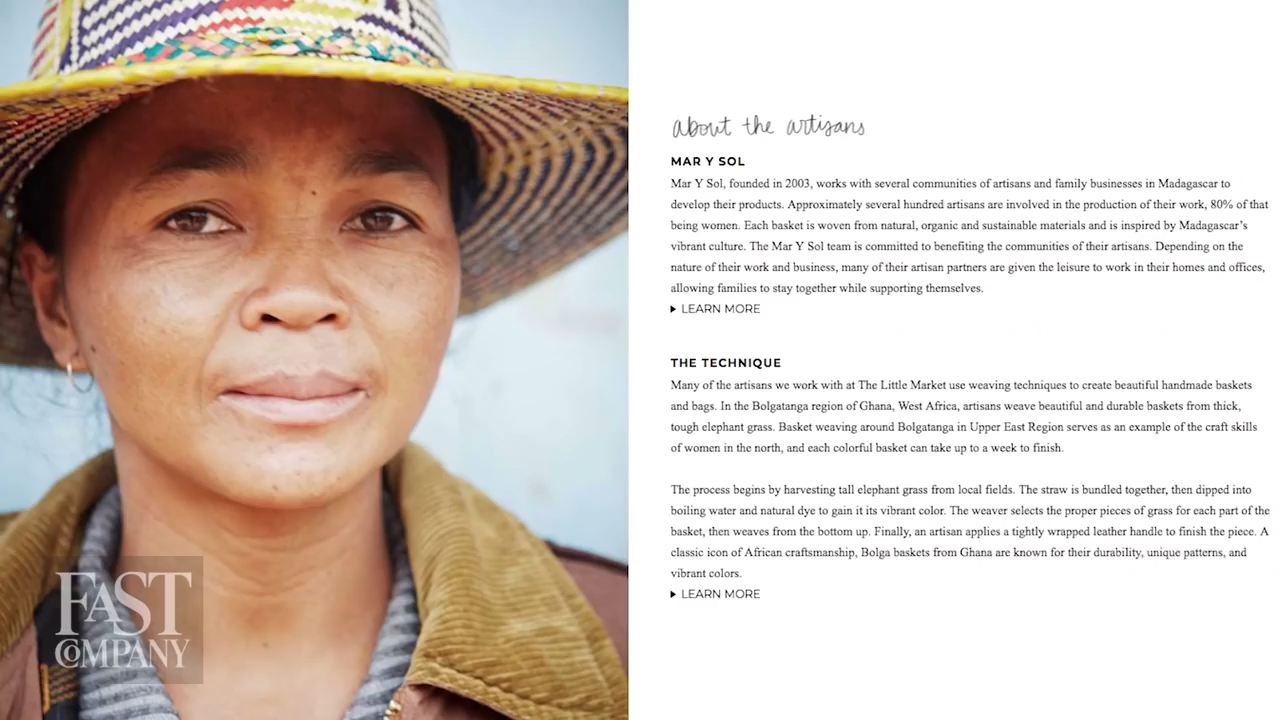 about the artisans
MAR Y SOL
Mar Y Sol, founded in 2003, works with several communities of artisans and family businesses in Madagascar to
develop their products. Approximately several hundred artisans are involved in the production of their work, 80% of that
being women. Each basket is woven from natural, organic and sustainable materials and is inspired by Madagascar’s
vibrant culture. The Mar Y Sol team is committed to benefiting the communities of their artisans. Depending on the
nature of their work and business, many of their artisan partners are given the leisure to work in their homes and offices,
allowing families to stay together while supporting themselves.
LEARN MORE
THE TECHNIQUE
Many of the artisans we work with at The Little Market use weaving techniques to create beautiful handmade baskets
and bags. In the Bolgatanga region of Ghana, West Africa, artisans weave beautiful and durable baskets from thick,
tough elephant grass. Basket weaving around Bolgatanga in Upper East Region serves as an example of the craft skills
of women in the north, and each colorful basket can take up to a week to finish.
The process begins by harvesting tall elephant grass from local fields. The straw is bundled together, then dipped into
boiling water and natural dye to gain it its vibrant color. The weaver selects the proper pieces of grass for each part of the
basket, then weaves from the bottom up. Finally, an artisan applies a tightly wrapped leather handle to finish the piece. A
classic icon of African craftsmanship, Bolga baskets from Ghana are known for their durability, unique patterns, and
vibrant colors.
LEARN MORE
FAST
COMPANY